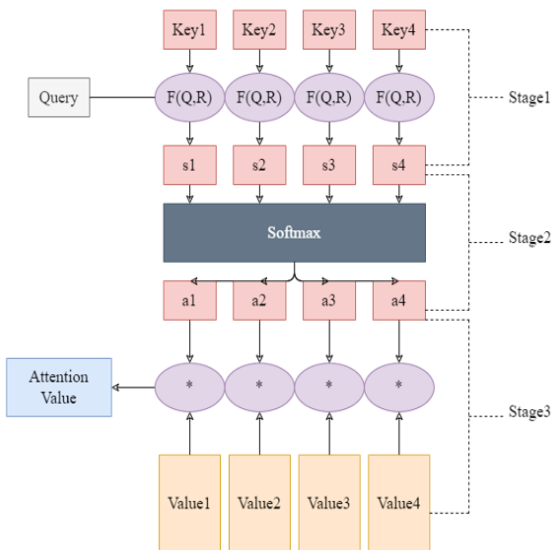 Key1 Key2 Key3 Key4
Query F(Q,R) F(Q,R) F(Q,R) F(Q,R) Stage1
s1 s2 s3 s4
Softmax Stage2
a1 a2 a3 a4
Attention
Value
* * * * Stage3
Value1 Value2 Value3 Value4